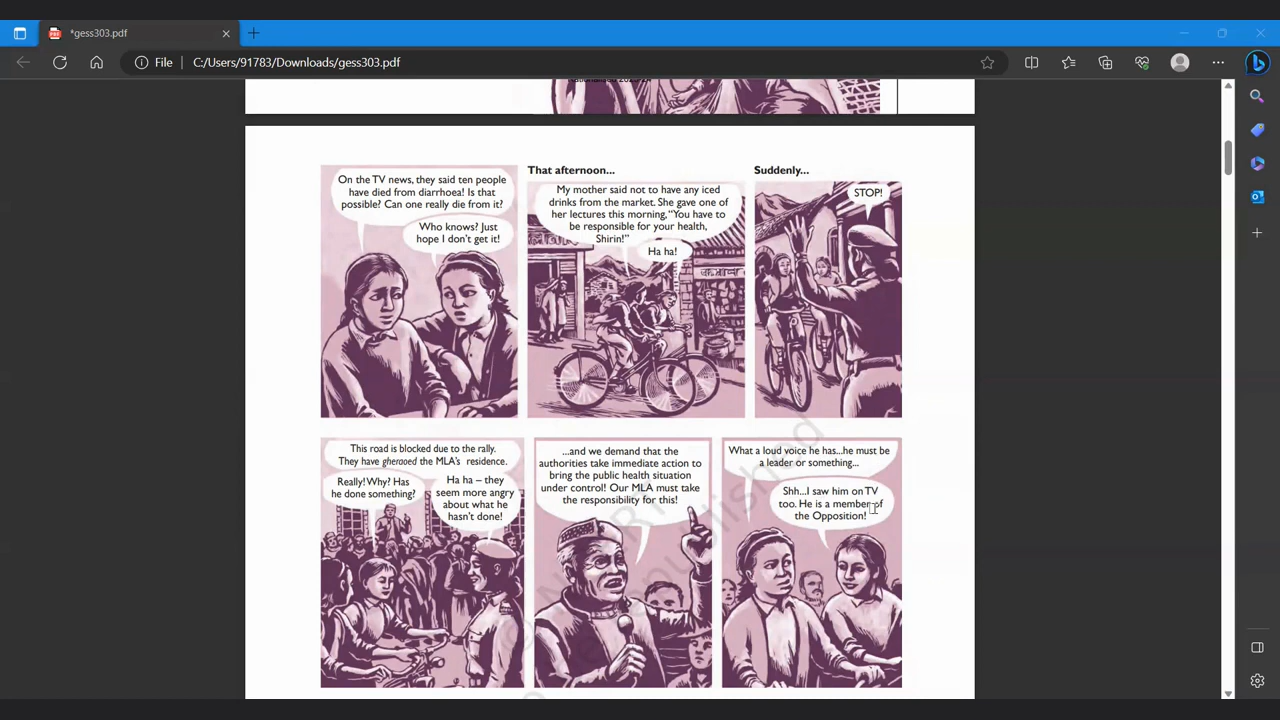 *gess303.pdf
File
C:/Users/91783/Downloads/gess303.pdf
On the TV news, they said ten people
have died from diarrhoea! Is that
possible? Can one really die from it?
Who knows? Just
hope I don't get it!
That afternoon...
My mother said not to have any iced
drinks from the market. She gave one of
her lectures this morning, “You have to
be responsible for your health,
Shirin!”
Ha ha!
Suddenly...
STOP!
This road is blocked due to the rally.
They have gheraoed the MLA's residence.
Really! Why? Has
he done something?
Ha ha – they
seem more angry
about what he
hasn't done!
...and we demand that the
authorities take immediate action to
bring the public health situation
under control! Our MLA must take
the responsibility for this!
What a loud voice he has...he must be
a leader or something...
Shh...I saw him on TV
too. He is a member of
the Opposition!